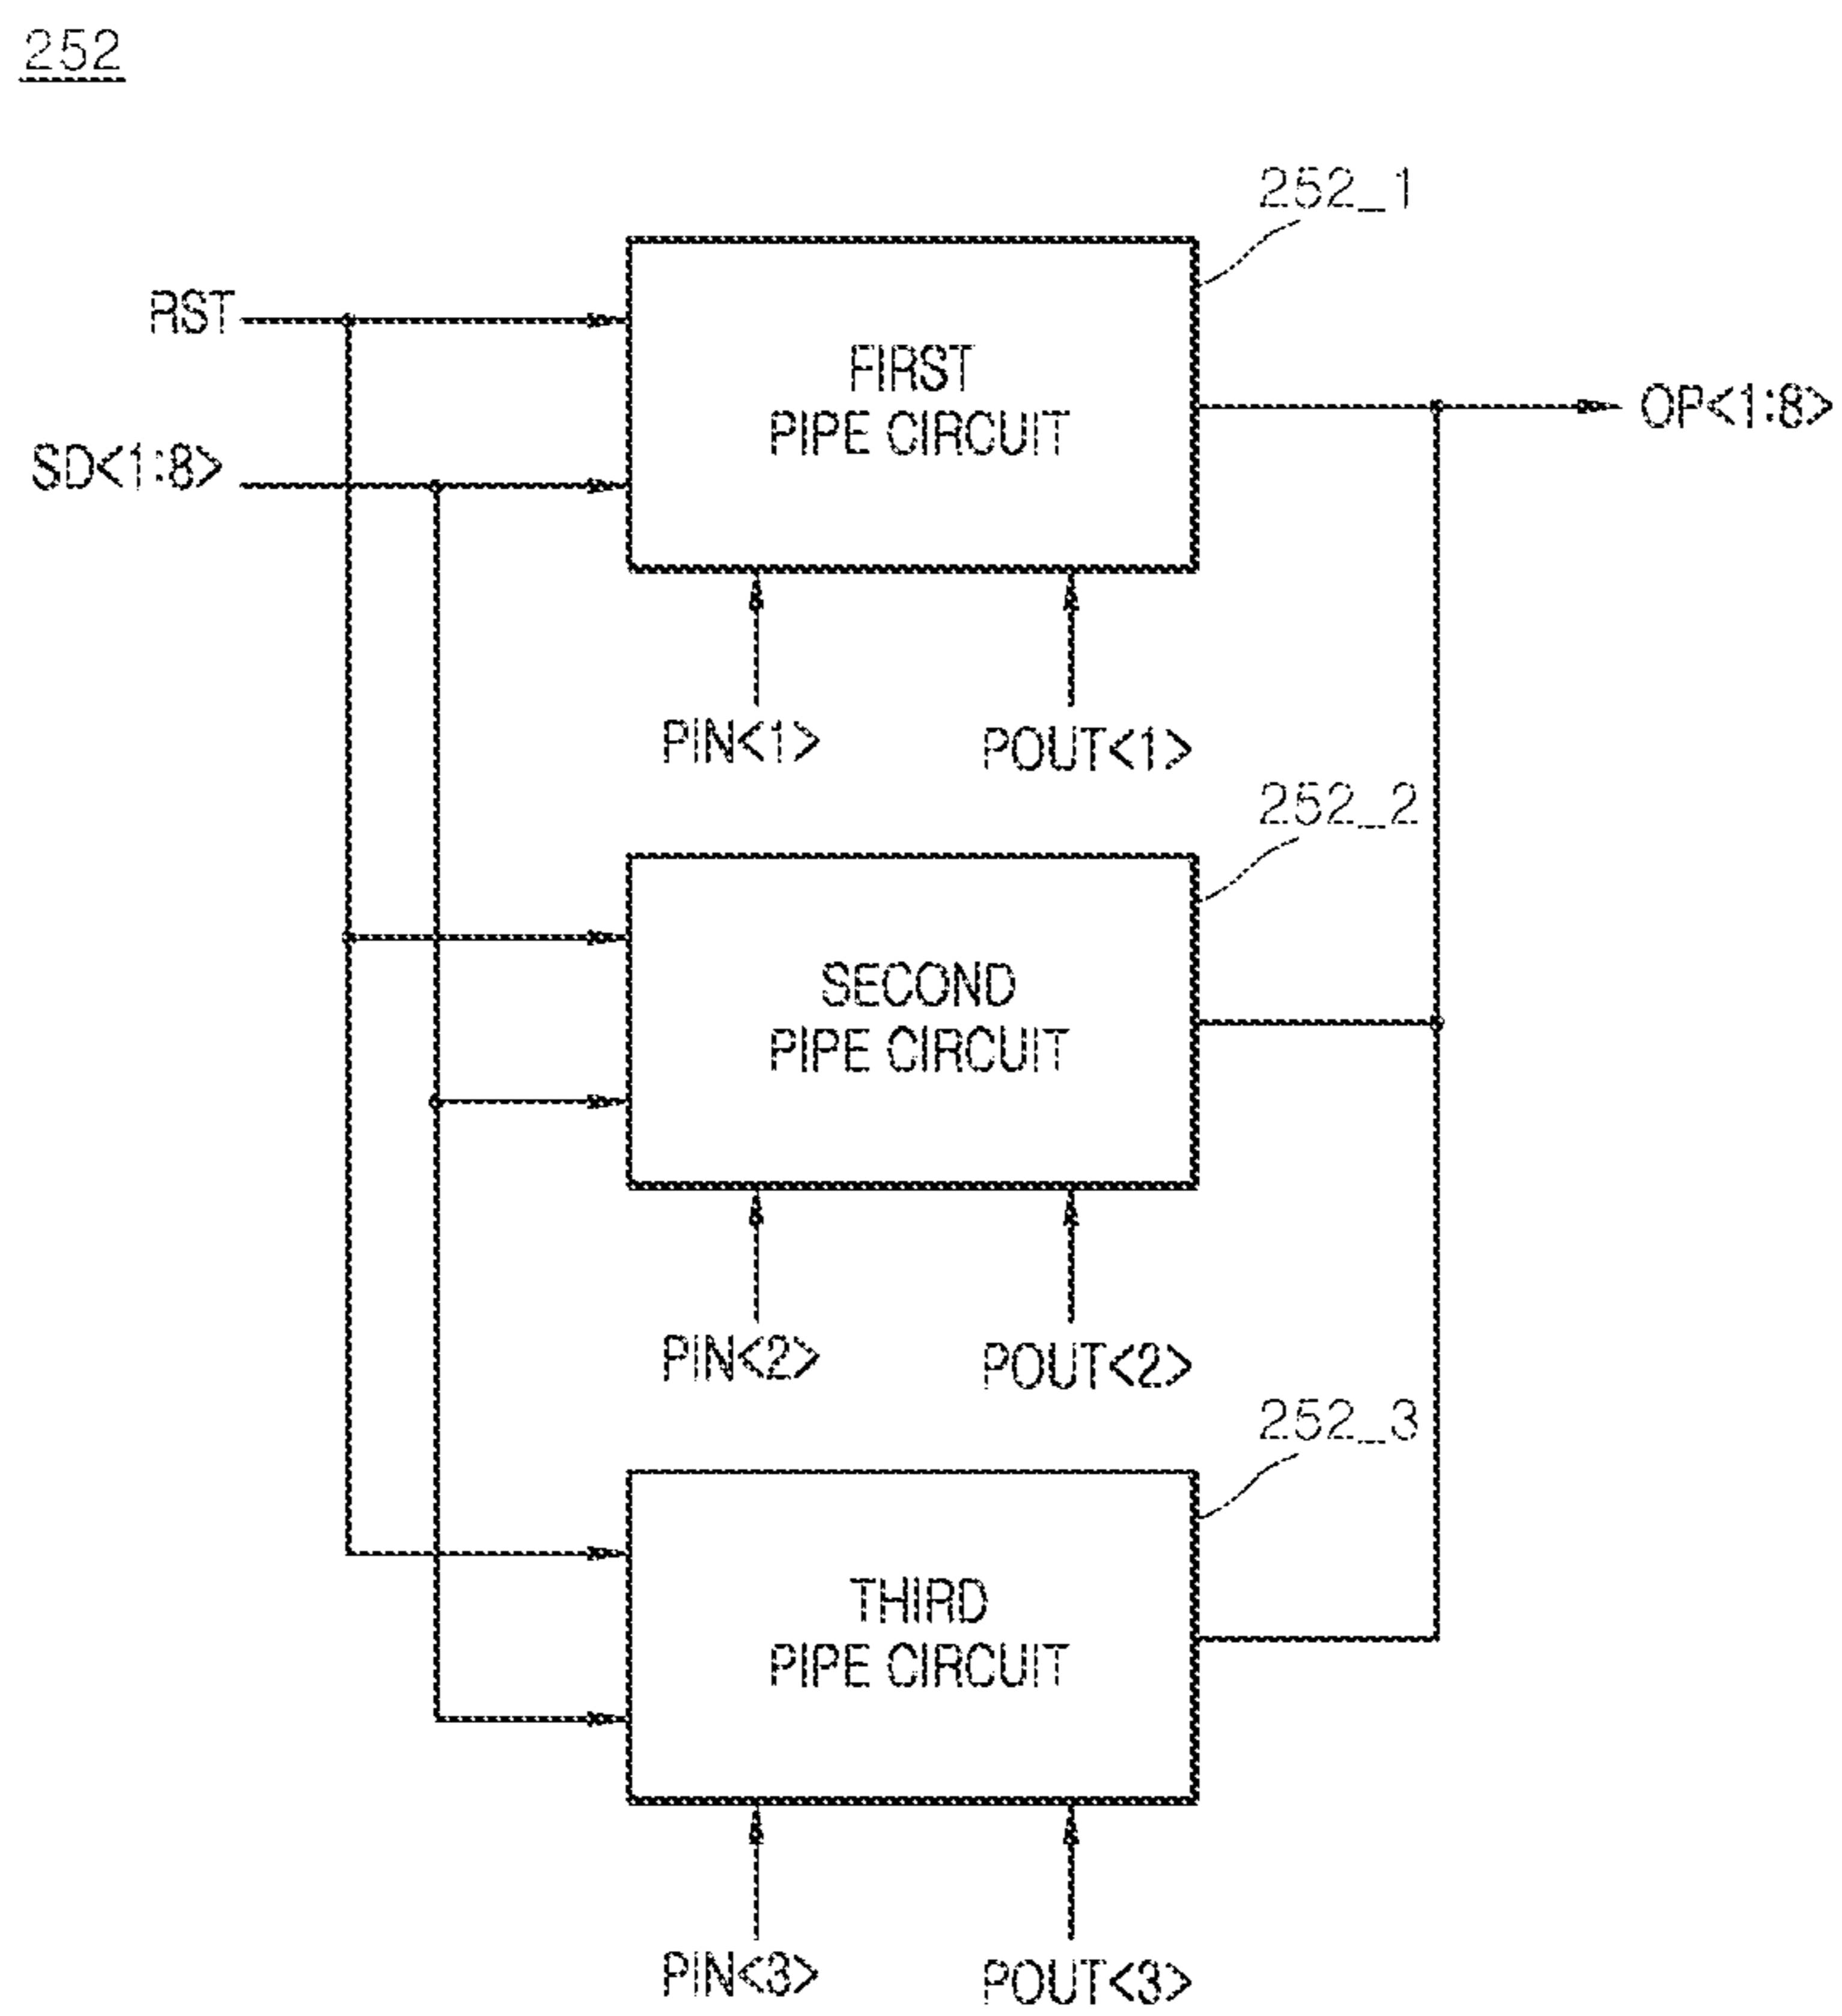 252
252_1
RST
FIRST
PIPE CIRCUIT
OP<1:8>
SD<1:8>
PIN<1>
POUT<1>
252_2
SECOND
PIPE CIRCUIT
PIN<2>
POUT<2>
252_3
THIRD
PIPE CIRCUIT
PIN<3>
POUT<3>